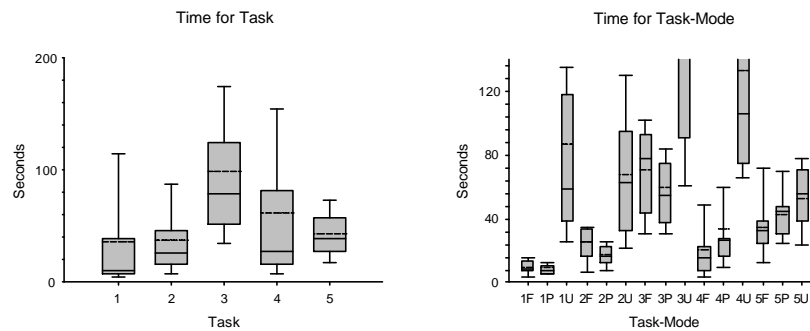 Time for Task
200
100
0
Seconds
1 2 3 4 5
Task
Time for Task-Mode
120
80
40
0
Seconds
1F 1P 1U 2F 2P 2U 3F 3P 3U 4F 4P 4U 5F 5P 5U
Task-Mode